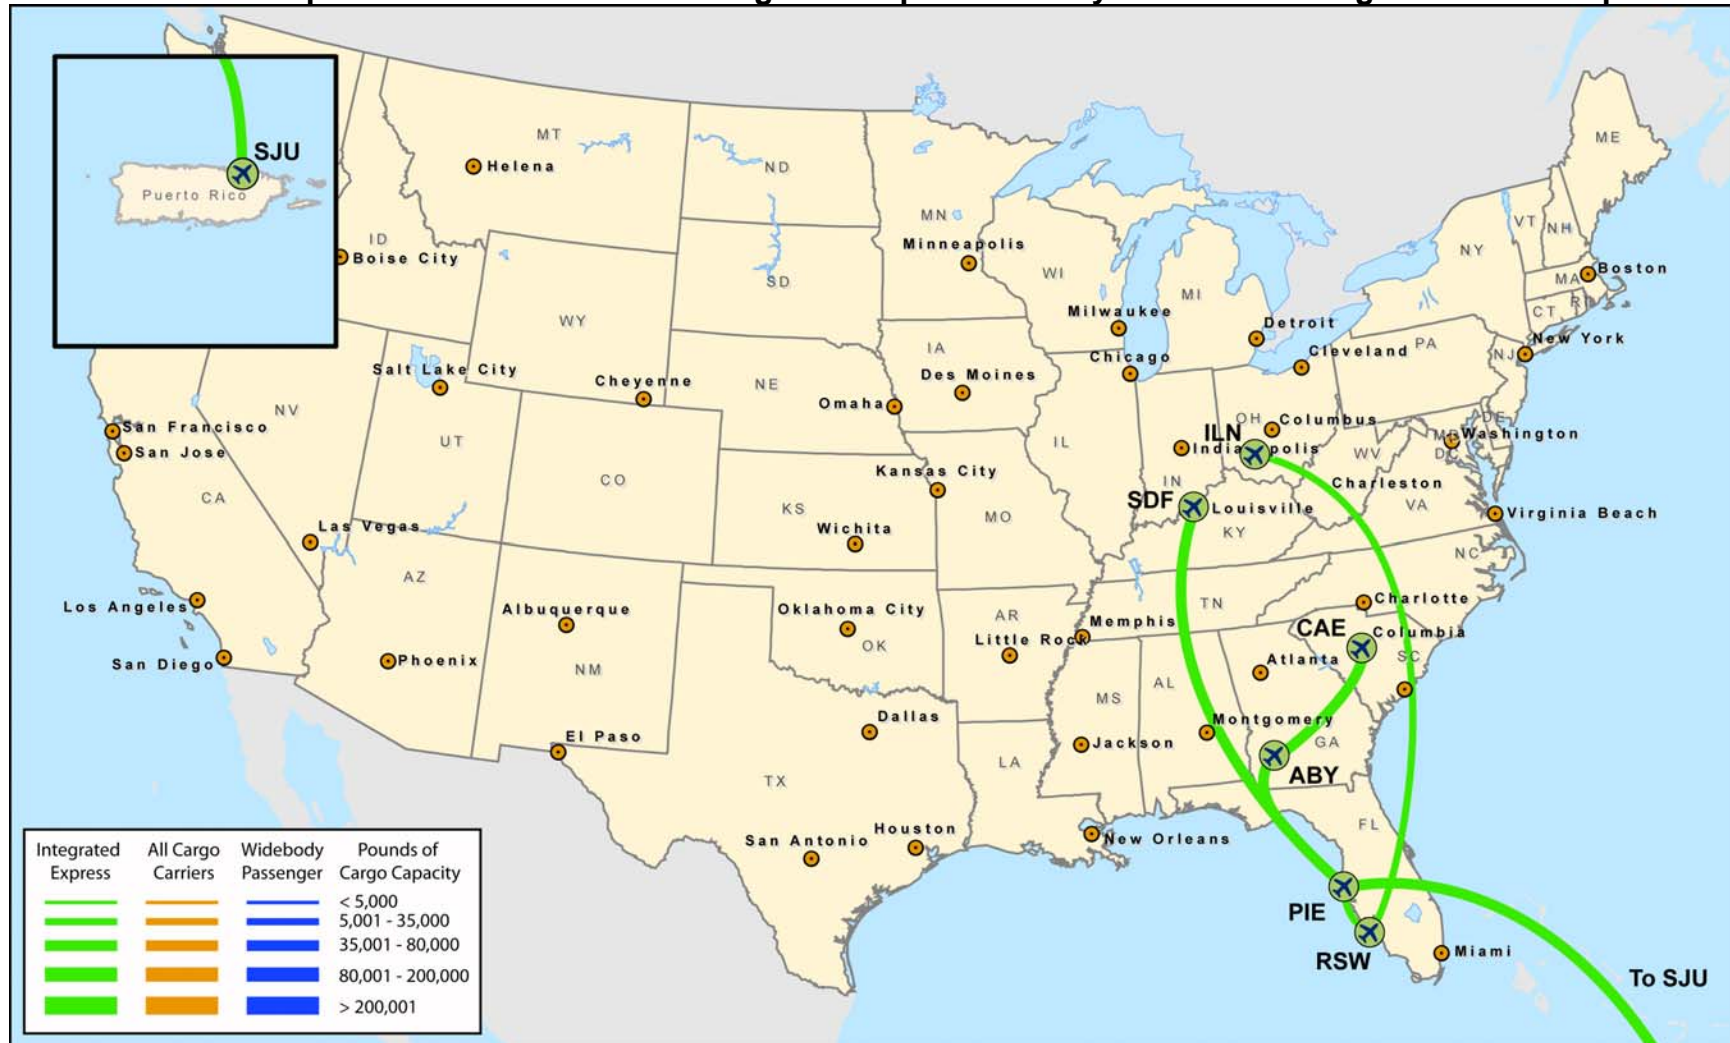 SJU
Puerto Rico
MT
Helena
ND
MN
Minneapolis
ID
Boise City
SD
WI
MI
Milwaukee
Detroit
WY
NY
VT
NH
ME
MA
Boston
CT
RI
New York
NJ
PA
Cleveland
Chicago
IA
Des Moines
Salt Lake City
Cheyenne
NE
Omaha
NV
San Francisco
San Jose
CA
UT
CO
Kansas City
KS
Wichita
MO
IL
IN
Indianapolis
OH
Columbus
ILN
SDF
Louisville
KY
WV
Charleston
VA
MD
DC
DE
Washington
Virginia Beach
Las Vegas
Los Angeles
San Diego
AZ
Phoenix
Albuquerque
NM
El Paso
Oklahoma City
OK
AR
Little Rock
Memphis
TN
NC
Charlotte
CAE
Columbia
SC
Atlanta
MS
AL
Jackson
Montgomery
GA
ABY
Dallas
TX
LA
San Antonio
Houston
New Orleans
FL
PIE
RSW
Miami
To SJU
Integrated Express
All Cargo Carriers
Widebody Passenger
Pounds of Cargo Capacity
< 5,000
5,001 - 35,000
35,001 - 80,000
80,001 - 200,000
> 200,001